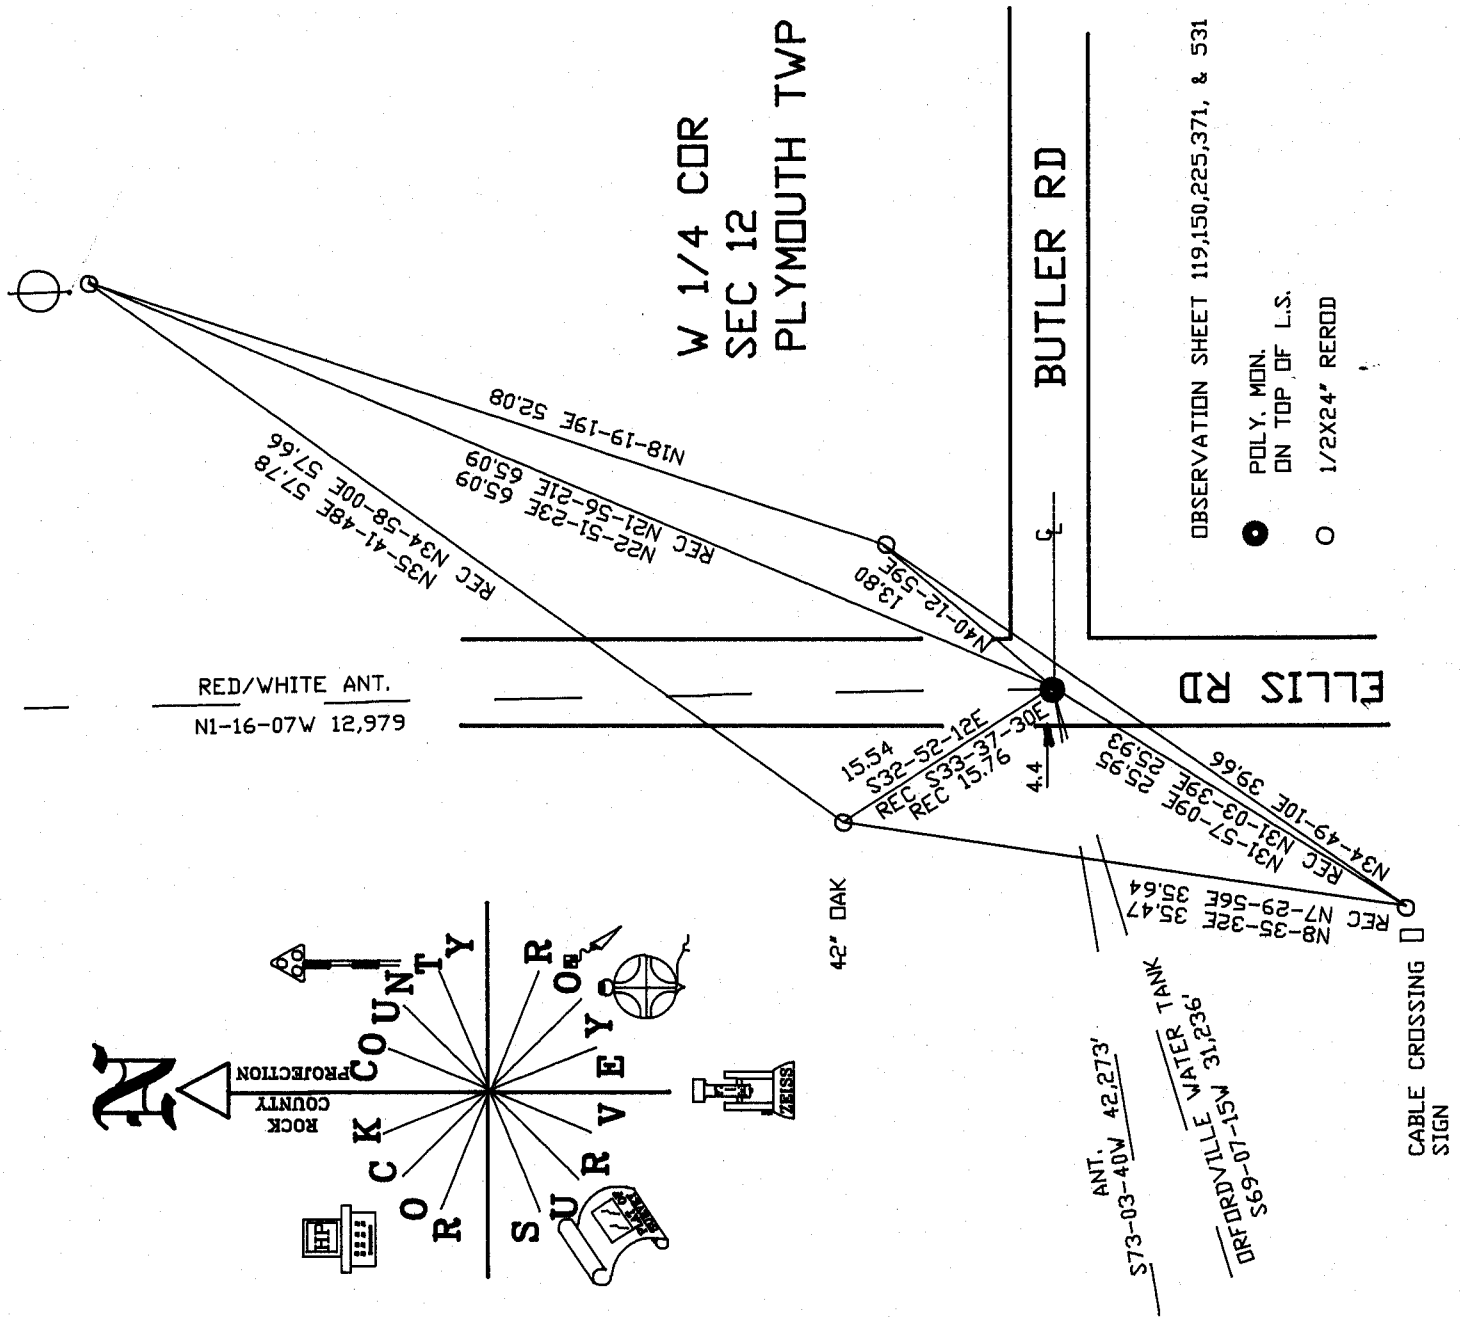 W 1/4 COR
SEC 12
PLYMOUTH TWP
BUTLER RD
ELLIS RD
OBSERVATION SHEET 119,150,225,371, & 531
POLY. MON.
ON TOP OF L.S.
1/2X24" REROD
RED/WHITE ANT.
N1-16-07W 12,979
N35-41-48E 57.78
REC N34-58-00E 57.66
N22-51-23E 65.09
REC N21-56-21E 65.09
N18-19-19E 52.08
13.80
N40-12-59E
15.54
S32-52-12E
REC S33-37-30E
REC 15.76
4.4
N31-57-09E 25.95
REC N31-03-39E 25.93
N34-49-10E 39.66
N8-35-32E 35.47
REC N7-29-56E 35.64
42" OAK
CABLE CROSSING
SIGN
ANT.
S73-03-40W 42,273'
ORFORDVILLE WATER TANK
S69-07-15W 31,236'
N
ROCK
COUNTY
PROJECTION
ROCK COUNTY
SURVEYOR
HP
ZEISS
PLAT OF
SURVEY
CL